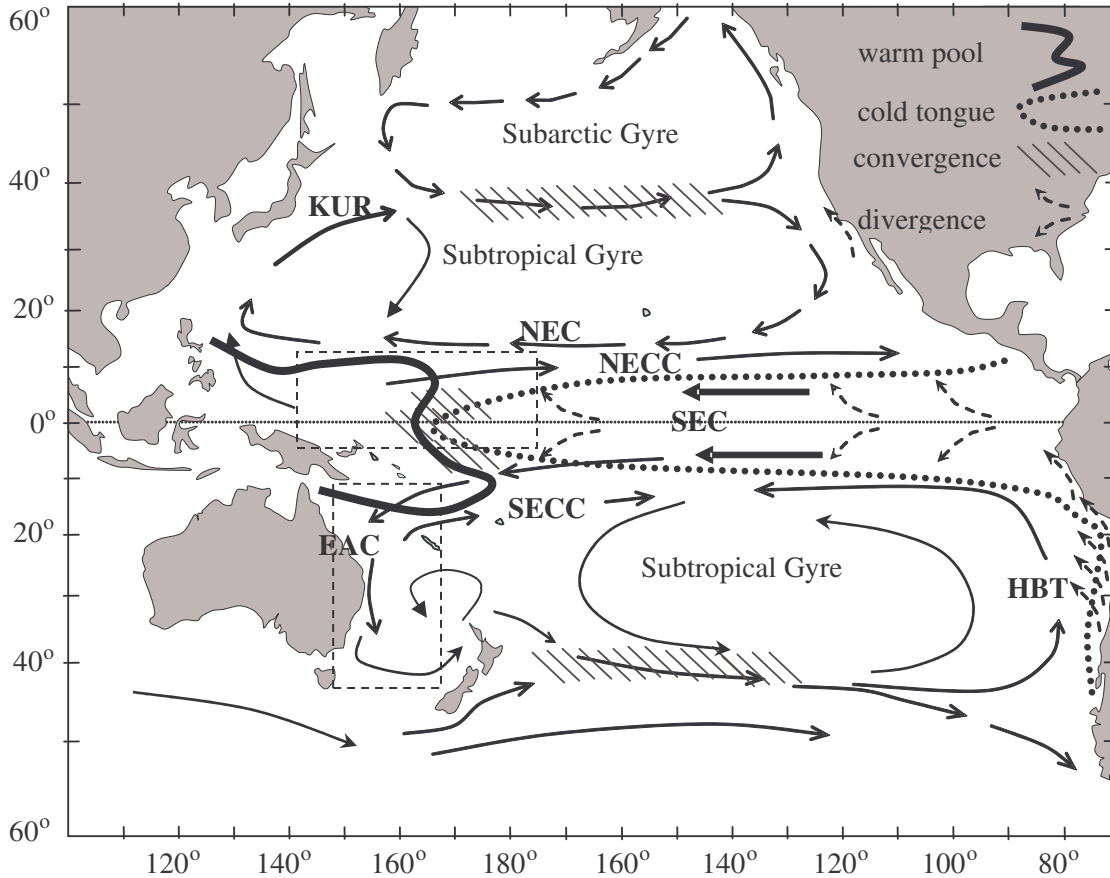 60°
warm pool
cold tongue
Subarctic Gyre
convergence
40°
KUR
divergence
Subtropical Gyre
20°
NEC
NECC
0°
SEC
SECC
20°
EAC
Subtropical Gyre
HBT
40°
60°
120° 140° 160° 180° 160° 140° 120° 100° 80°